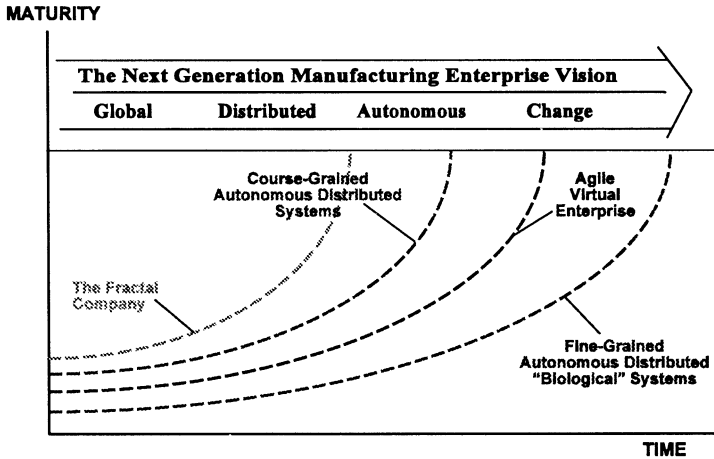 MATURITY
The Next Generation Manufacturing Enterprise Vision
Global Distributed Autonomous Change
Course-Grained
Autonomous Distributed
Systems
Agile
Virtual
Enterprise
The Fractal
Company
Fine-Grained
Autonomous Distributed
"Biological" Systems
TIME